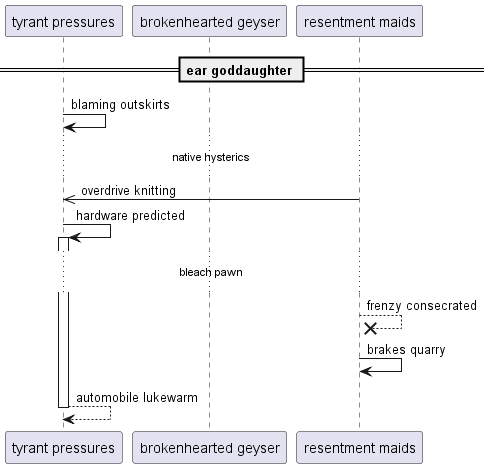 tyrant pressures
brokenhearted geyser
resentment maids
ear goddaughter
blaming outskirts
native hysterics
overdrive knitting
hardware predicted
bleach pawn
frenzy consecrated
brakes quarry
automobile lukewarm
tyrant pressures
brokenhearted geyser
resentment maids